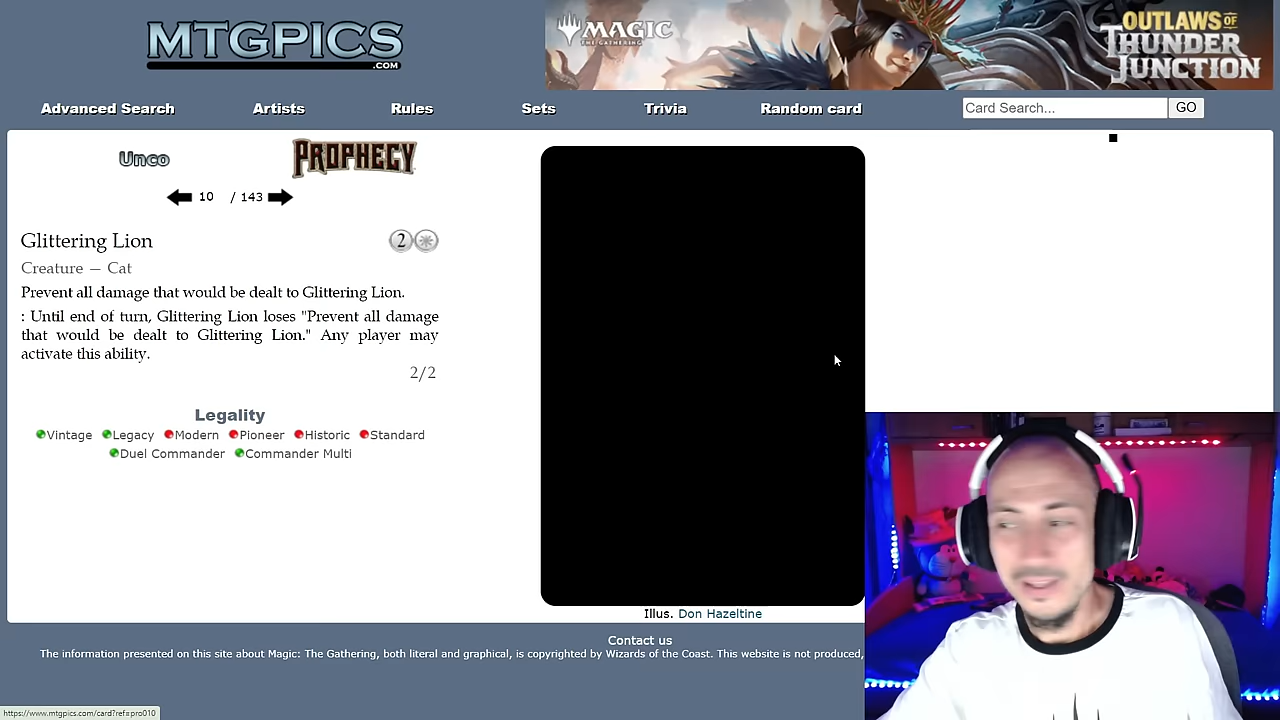 MTGPICS
.COM
MAGIC
THE GATHERING
OUTLAWS OF
THUNDER
JUNCTION
Advanced Search Artists Rules Sets Trivia Random card Card Search... GO
Unco PROPHECY
10 / 143
Glittering Lion 2
Creature — Cat
Prevent all damage that would be dealt to Glittering Lion.
: Until end of turn, Glittering Lion loses "Prevent all damage
that would be dealt to Glittering Lion." Any player may
activate this ability.
2/2
Legality
Vintage Legacy Modern Pioneer Historic Standard
Duel Commander Commander Multi
Illus. Don Hazeltine
Contact us
The information presented on this site about Magic: The Gathering, both literal and graphical, is copyrighted by Wizards of the Coast. This website is not produced,
https://www.mtgpics.com/card?ref=pro010